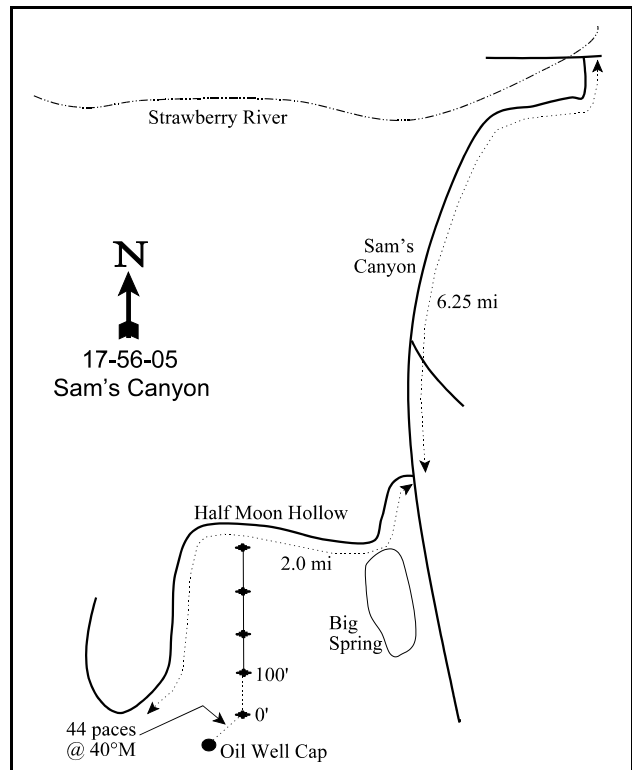 Strawberry River
Sam's
Canyon
N
6.25 mi
17-56-05
Sam's Canyon
Half Moon Hollow
2.0 mi
Big
Spring
100'
0'
44 paces
@ 40°M
Oil Well Cap